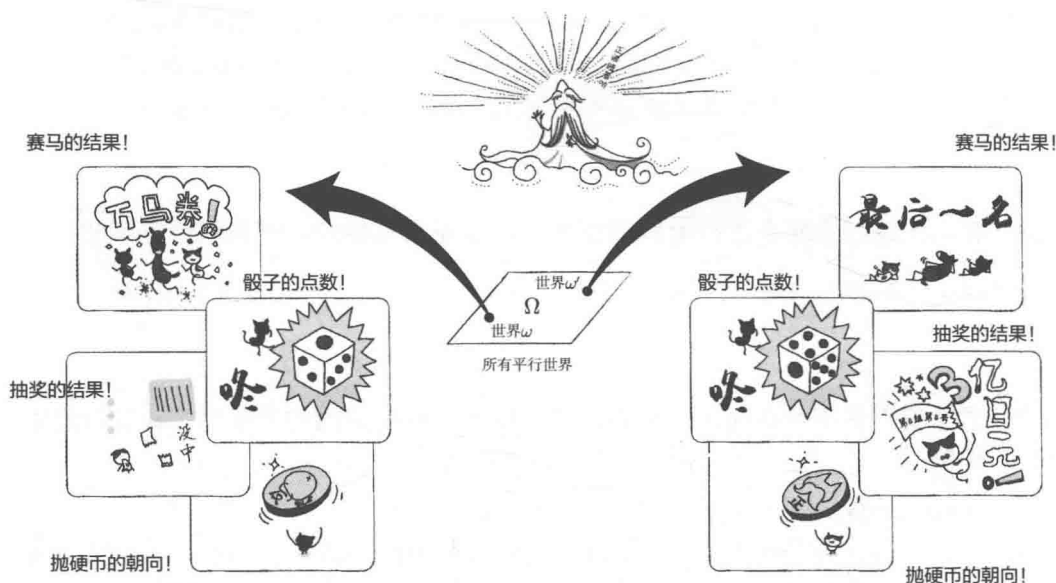 赛马的结果!
万马券!
骰子的点数!
咚
抽奖的结果!
没中
抛硬币的朝向!
世界ω'
Ω
世界ω
所有平行世界
赛马的结果!
最后一名
骰子的点数!
咚
抽奖的结果!
3亿日元!
正
抛硬币的朝向!